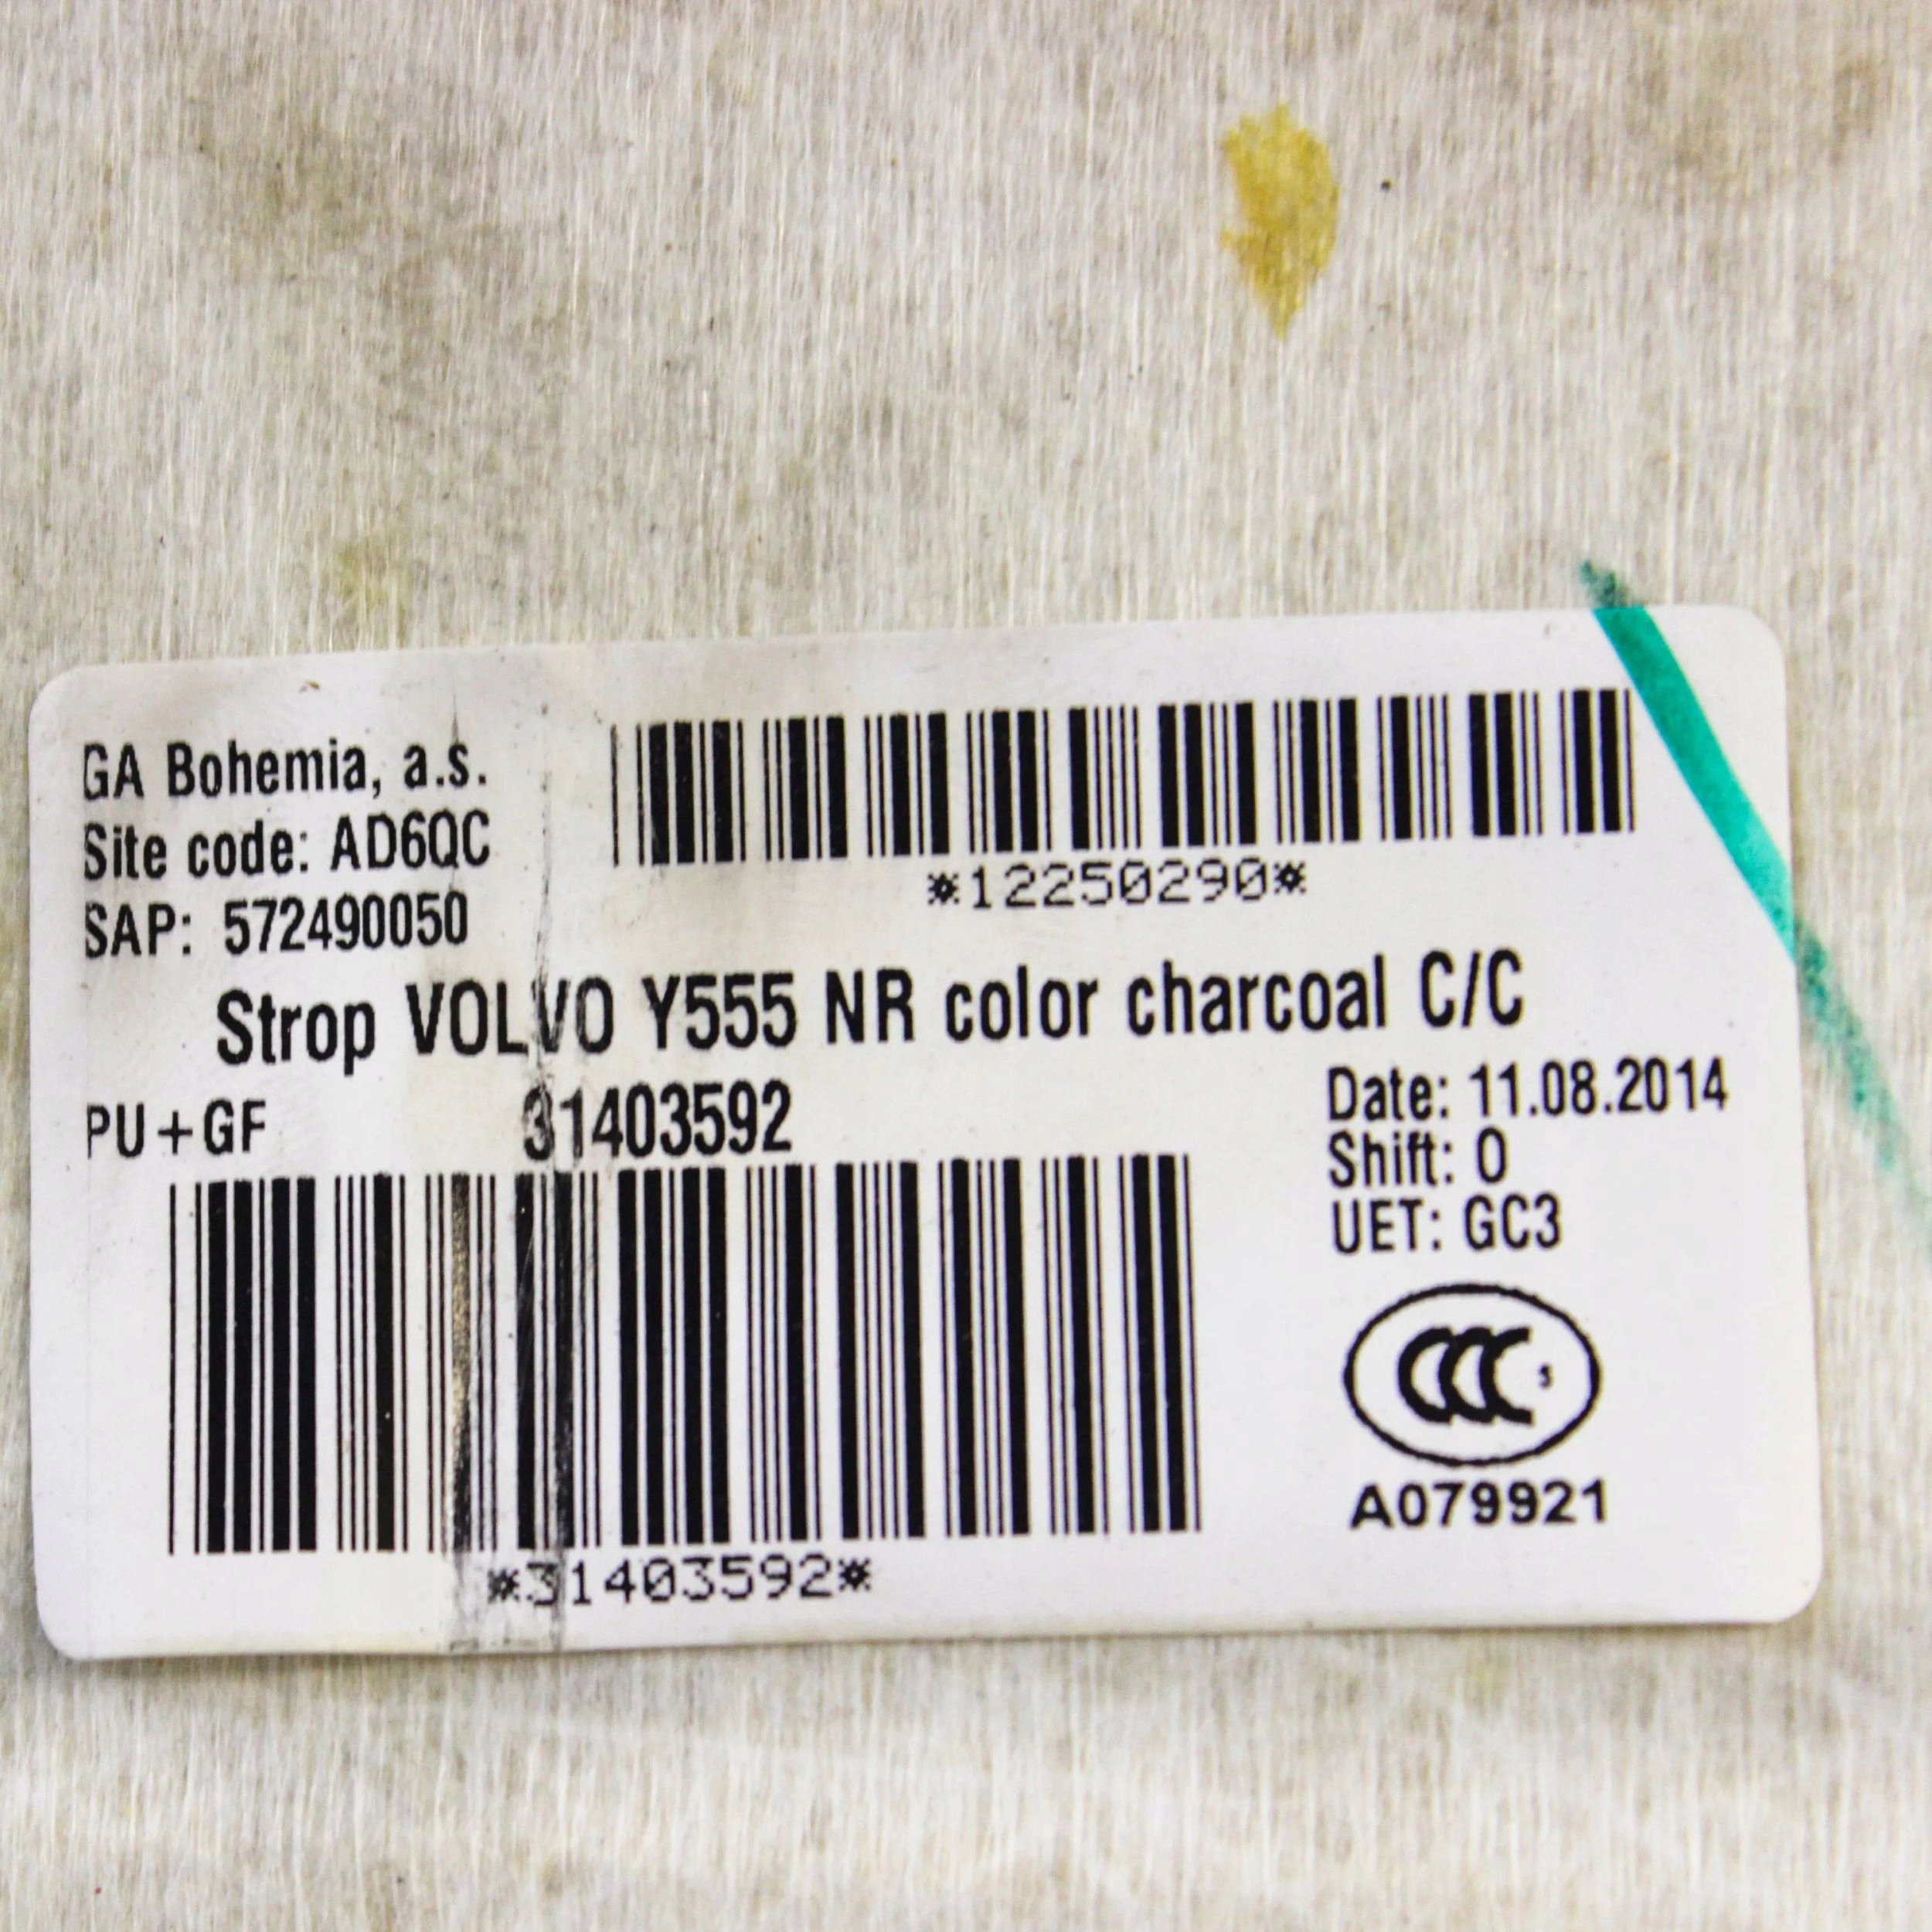 GA Bohemia, a.s.
Site code: AD6QC
SAP: 572490050
*12250290*
Strop VOLVO Y555 NR color charcoal C/C
PU+GF
31403592
Date: 11.08.2014
Shift: O
UET: GC3
CCC S
A079921
*31403592*